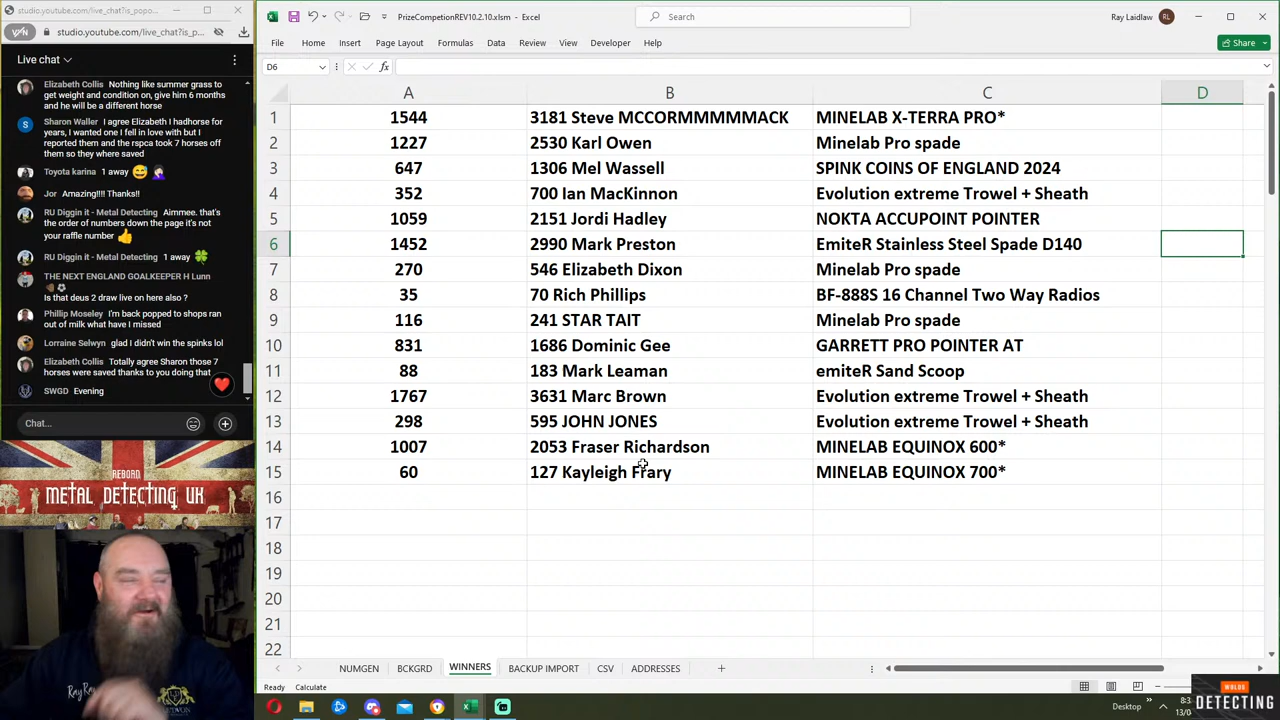 studio.youtube.com/live_chat?is_popo...
studio.youtube.com/live_chat?is_p...
Live chat
Elizabeth Collis Nothing like summer grass to
get weight and condition on, give him 6 months
and he will be a different horse
Sharon Waller I agree Elizabeth I hadhorse for
years, I wanted one I fell in love with but I
reported them and the rspca took 7 horses off
them so they where saved
Toyota karina 1 away 😅 🤦🏻‍♀️
Jor Amazing!!!! Thanks!!
RU Diggin it - Metal Detecting Aimmee. that's
the order of numbers down the page it's not
your raffle number 👍
RU Diggin it - Metal Detecting 1 away 🍀
THE NEXT ENGLAND GOALKEEPER H Lunn
Is that deus 2 draw live on here also ?
Phillip Moseley I'm back popped to shops ran
out of milk what have I missed
Lorraine Selwyn glad I didn't win the spinks lol
Elizabeth Collis Totally agree Sharon those 7
horses were saved thanks to you doing that
SWGD Evening
Chat...
REBORN
METAL DETECTING UK
PrizeCompetionREV10.2.10.xlsm - Excel
Search
Ray Laidlaw
RL
File Home Insert Page Layout Formulas Data Review View Developer Help
Share
D6
fx
A B C D
1 1544 3181 Steve MCCORMMMMMACK MINELAB X-TERRA PRO*
2 1227 2530 Karl Owen Minelab Pro spade
3 647 1306 Mel Wassell SPINK COINS OF ENGLAND 2024
4 352 700 Ian MacKinnon Evolution extreme Trowel + Sheath
5 1059 2151 Jordi Hadley NOKTA ACCUPOINT POINTER
6 1452 2990 Mark Preston EmiteR Stainless Steel Spade D140
7 270 546 Elizabeth Dixon Minelab Pro spade
8 35 70 Rich Phillips BF-888S 16 Channel Two Way Radios
9 116 241 STAR TAIT Minelab Pro spade
10 831 1686 Dominic Gee GARRETT PRO POINTER AT
11 88 183 Mark Leaman emiteR Sand Scoop
12 1767 3631 Marc Brown Evolution extreme Trowel + Sheath
13 298 595 JOHN JONES Evolution extreme Trowel + Sheath
14 1007 2053 Fraser Richardson MINELAB EQUINOX 600*
15 60 127 Kayleigh Frary MINELAB EQUINOX 700*
16
17
18
19
20
21
22
NUMGEN BCKGRD WINNERS BACKUP IMPORT CSV ADDRESSES
Ready Calculate
Desktop
8:3
13/0
DETECTING